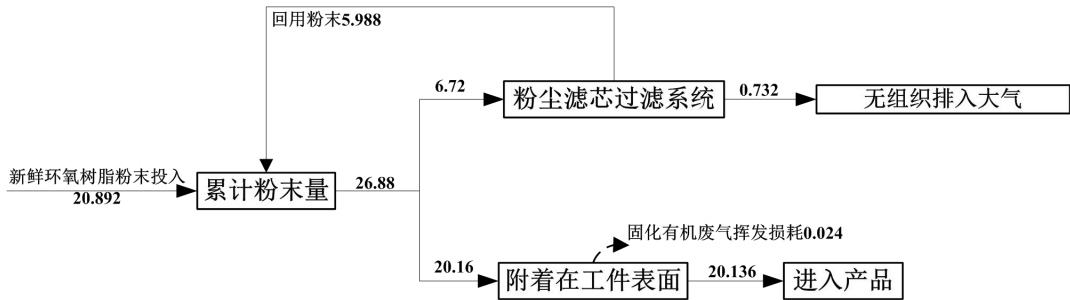 回用粉末5.988
6.72
粉尘滤芯过滤系统
0.732
无组织排入大气
新鲜环氧树脂粉末投入
20.892
累计粉末量
26.88
固化有机废气挥发损耗0.024
20.16
附着在工件表面
20.136
进入产品